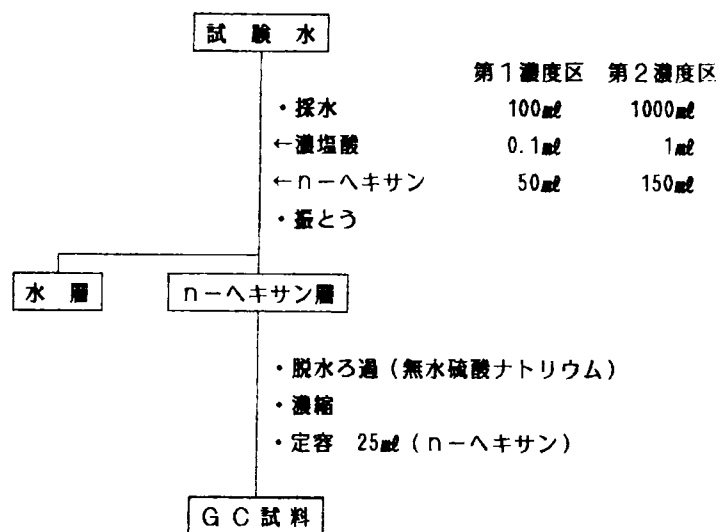 試験水
第1濃度区 第2濃度区
・採水 100㎖ 1000㎖
←濃塩酸 0.1㎖ 1㎖
←n－ヘキサン 50㎖ 150㎖
・振とう
水層 n－ヘキサン層
・脱水ろ過（無水硫酸ナトリウム）
・濃縮
・定容 25㎖（n－ヘキサン）
GC試料